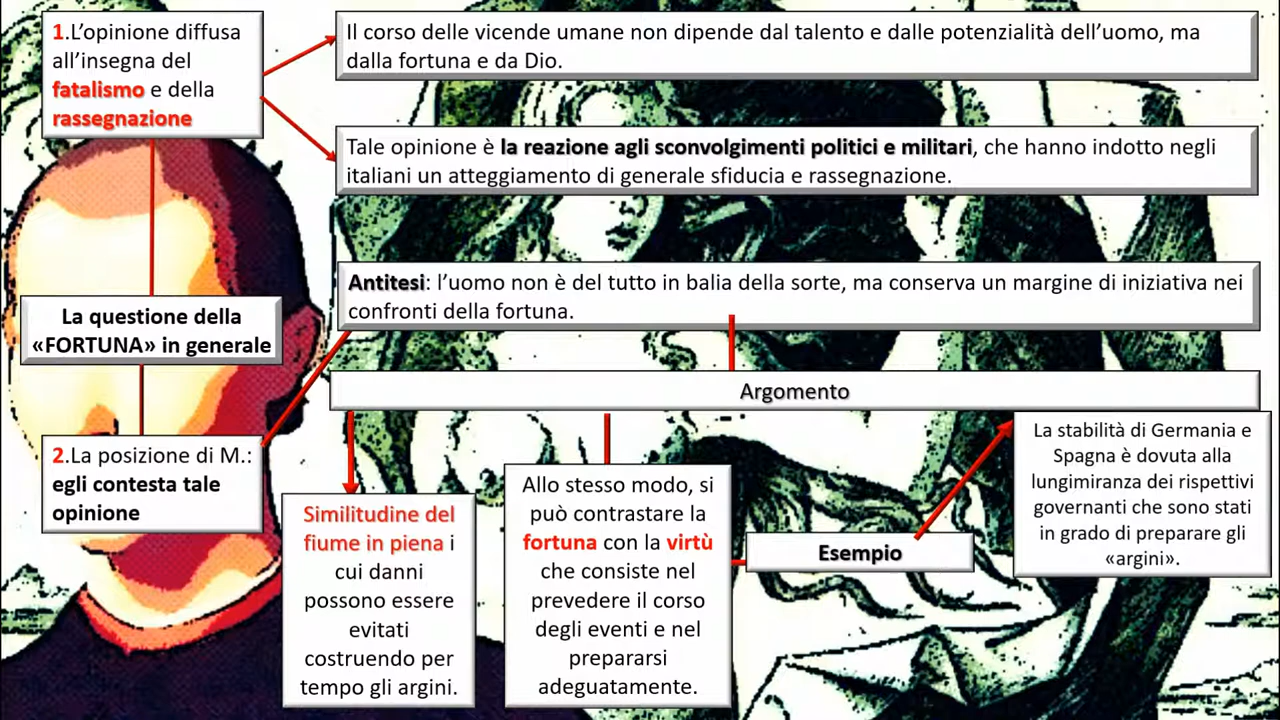 1.L’opinione diffusa
all’insegna del
fatalismo e della
rassegnazione
Il corso delle vicende umane non dipende dal talento e dalle potenzialità dell’uomo, ma
dalla fortuna e da Dio.
Tale opinione è la reazione agli sconvolgimenti politici e militari, che hanno indotto negli
italiani un atteggiamento di generale sfiducia e rassegnazione.
Antitesi: l’uomo non è del tutto in balia della sorte, ma conserva un margine di iniziativa nei
confronti della fortuna.
La questione della
«FORTUNA» in generale
Argomento
2.La posizione di M.:
egli contesta tale
opinione
Similitudine del
fiume in piena i
cui danni
possono essere
evitati
costruendo per
tempo gli argini.
Allo stesso modo, si
può contrastare la
fortuna con la virtù
che consiste nel
prevedere il corso
degli eventi e nel
prepararsi
adeguatamente.
Esempio
La stabilità di Germania e
Spagna è dovuta alla
lungimiranza dei rispettivi
governanti che sono stati
in grado di preparare gli
«argini».